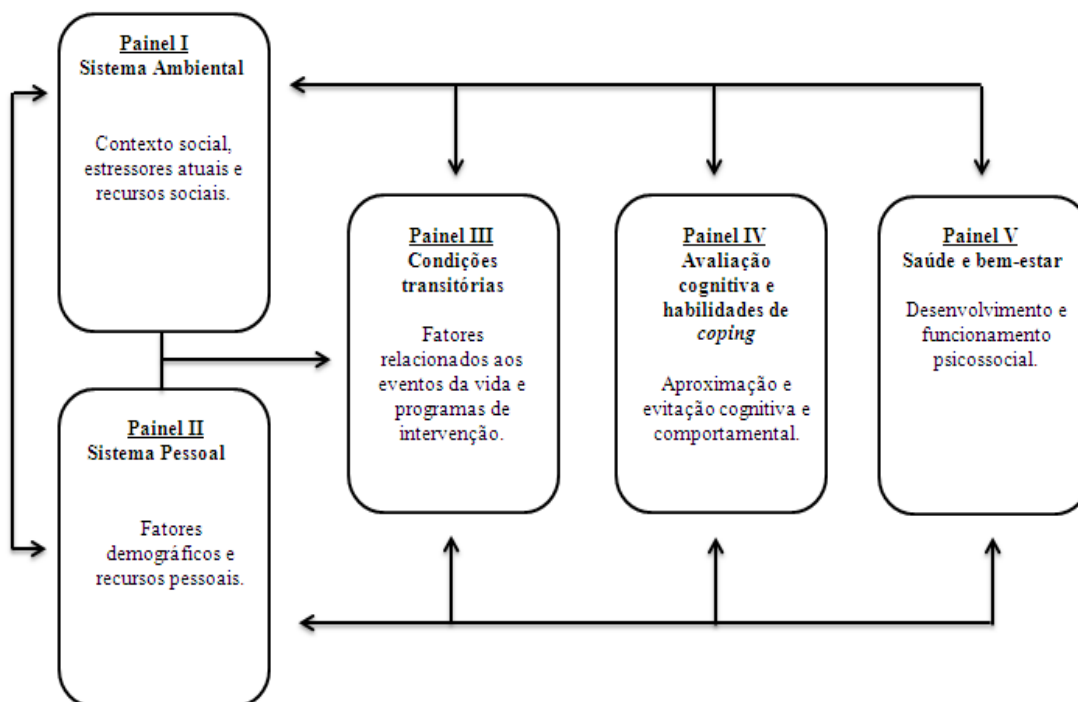 Painel I
Sistema Ambiental
Contexto social,
estressores atuais e
recursos sociais.
Painel II
Sistema Pessoal
Fatores
demográficos e
recursos pessoais.
Painel III
Condições
transitórias
Fatores
relacionados aos
eventos da vida e
programas de
intervenção.
Painel IV
Avaliação
cognitiva e
habilidades de
coping
Aproximação e
evitação cognitiva e
comportamental.
Painel V
Saúde e bem-estar
Desenvolvimento e
funcionamento
psicossocial.